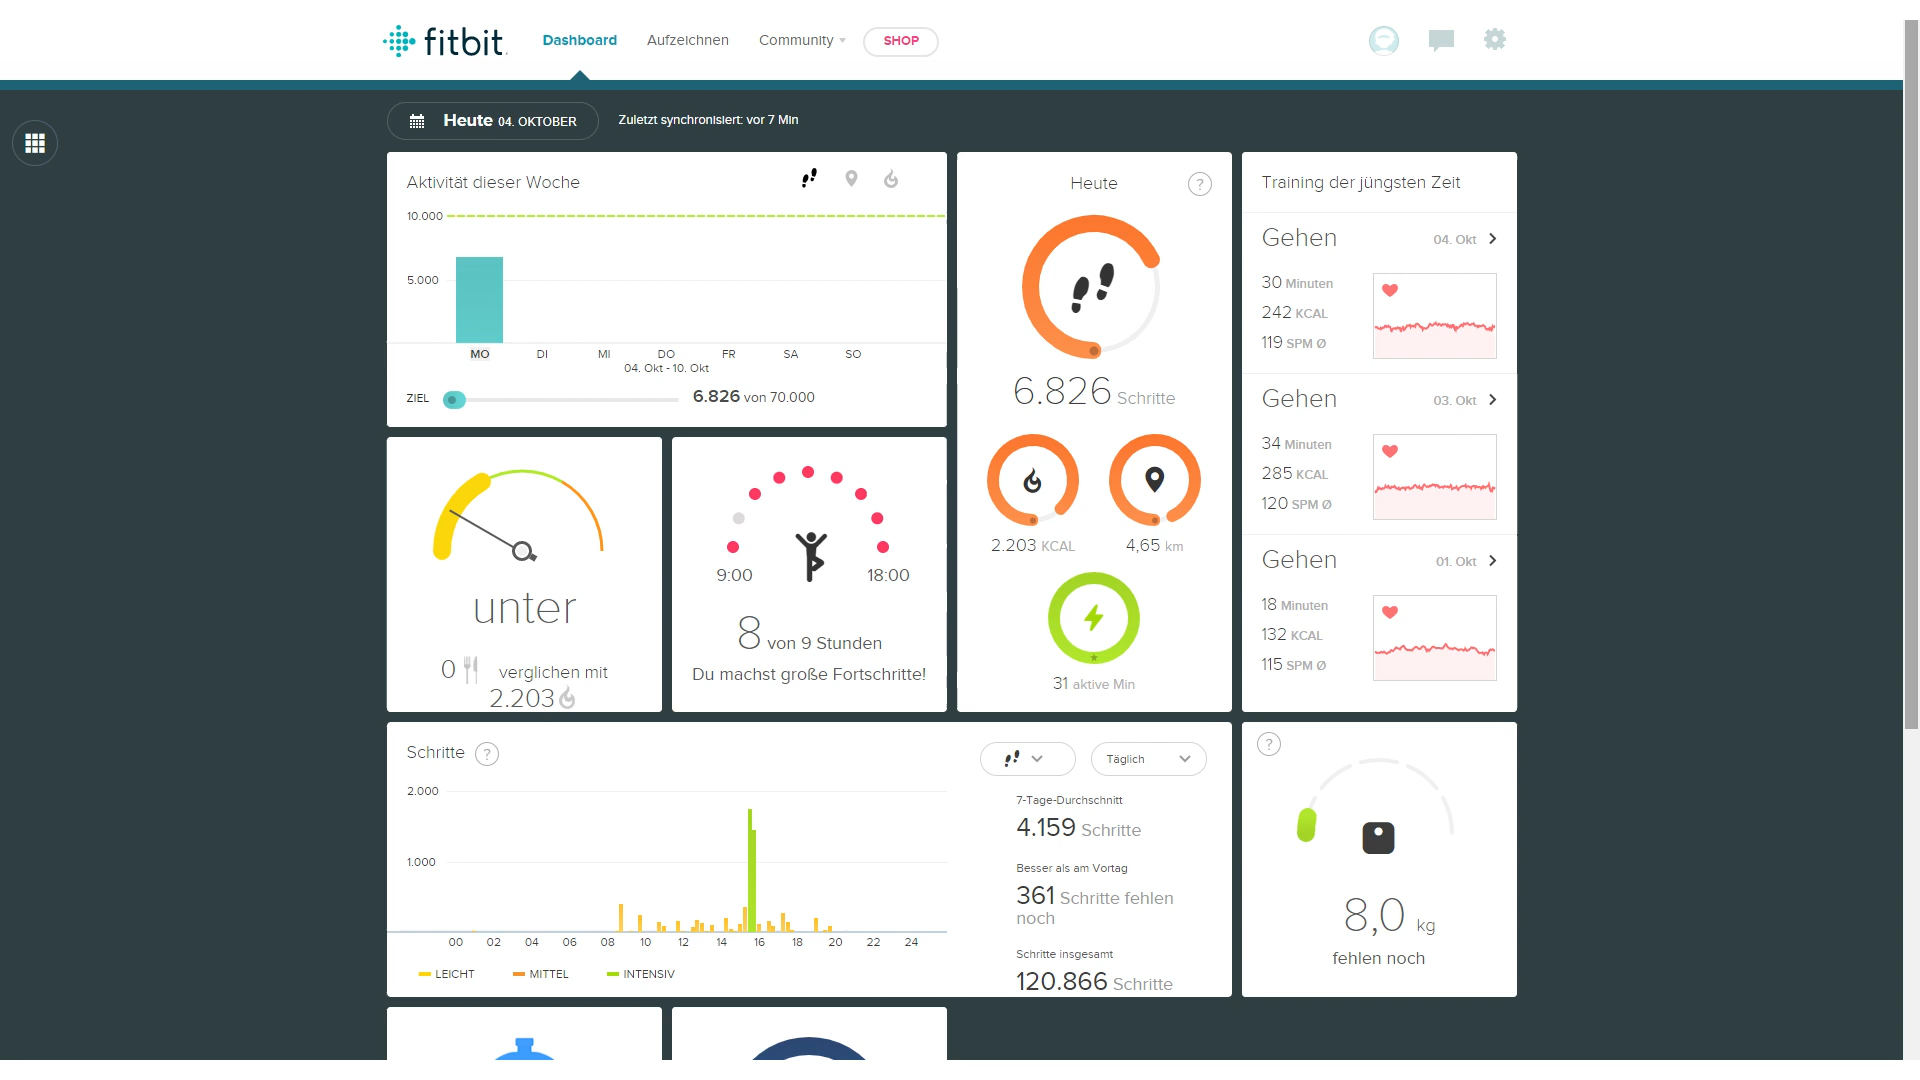 fitbit
Dashboard
Aufzeichnen
Community
SHOP
Heute 04. OKTOBER
Zuletzt synchronisiert: vor 7 Min
Aktivität dieser Woche
10.000
5.000
MO DI MI DO FR SA SO
04. Okt - 10. Okt
ZIEL
6.826 von 70.000
Heute
?
6.826 Schritte
2.203 KCAL
4,65 km
31 aktive Min
Training der jüngsten Zeit
Gehen
04. Okt
30 Minuten
242 KCAL
119 SPM Ø
Gehen
03. Okt
34 Minuten
285 KCAL
120 SPM Ø
Gehen
01. Okt
18 Minuten
132 KCAL
115 SPM Ø
unter
0 verglichen mit
2.203
9:00
18:00
8 von 9 Stunden
Du machst große Fortschritte!
Schritte ?
2.000
1.000
00 02 04 06 08 10 12 14 16 18 20 22 24
LEICHT MITTEL INTENSIV
Täglich
7-Tage-Durchschnitt
4.159 Schritte
Besser als am Vortag
361 Schritte fehlen
noch
Schritte insgesamt
120.866 Schritte
?
8,0 kg
fehlen noch